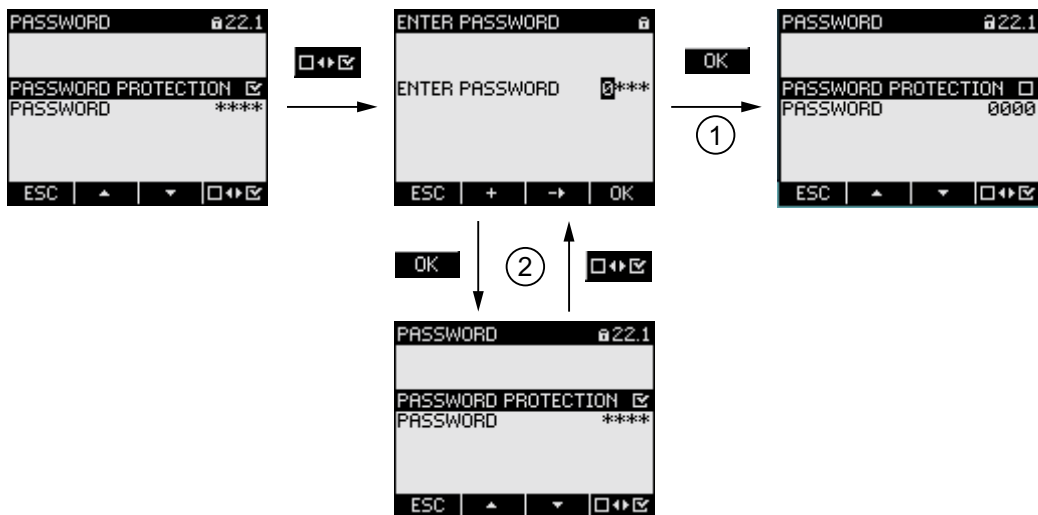 PASSWORD 22.1
PASSWORD PROTECTION
PASSWORD ****
ESC
ENTER PASSWORD
ENTER PASSWORD 0***
ESC + OK
OK
1
PASSWORD 22.1
PASSWORD PROTECTION
PASSWORD 0000
ESC
OK
2
PASSWORD 22.1
PASSWORD PROTECTION
PASSWORD ****
ESC